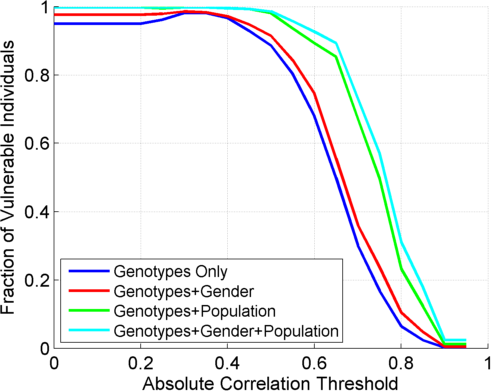 1
0.8
0.6
0.4
0.2
0
Fraction of Vulnerable Individuals
Genotypes Only
Genotypes+Gender
Genotypes+Population
Genotypes+Gender+Population
0 0.2 0.4 0.6 0.8 1
Absolute Correlation Threshold